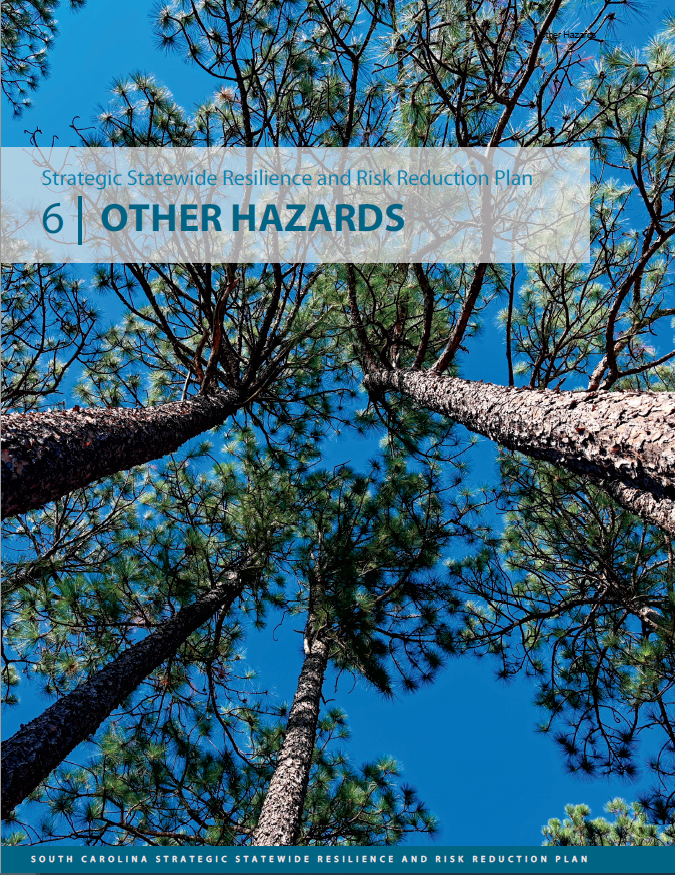 Hazards
Strategic Statewide Resilience and Risk Reduction Plan
6 | OTHER HAZARDS
SOUTH CAROLINA STRATEGIC STATEWIDE RESILIENCE AND RISK REDUCTION PLAN